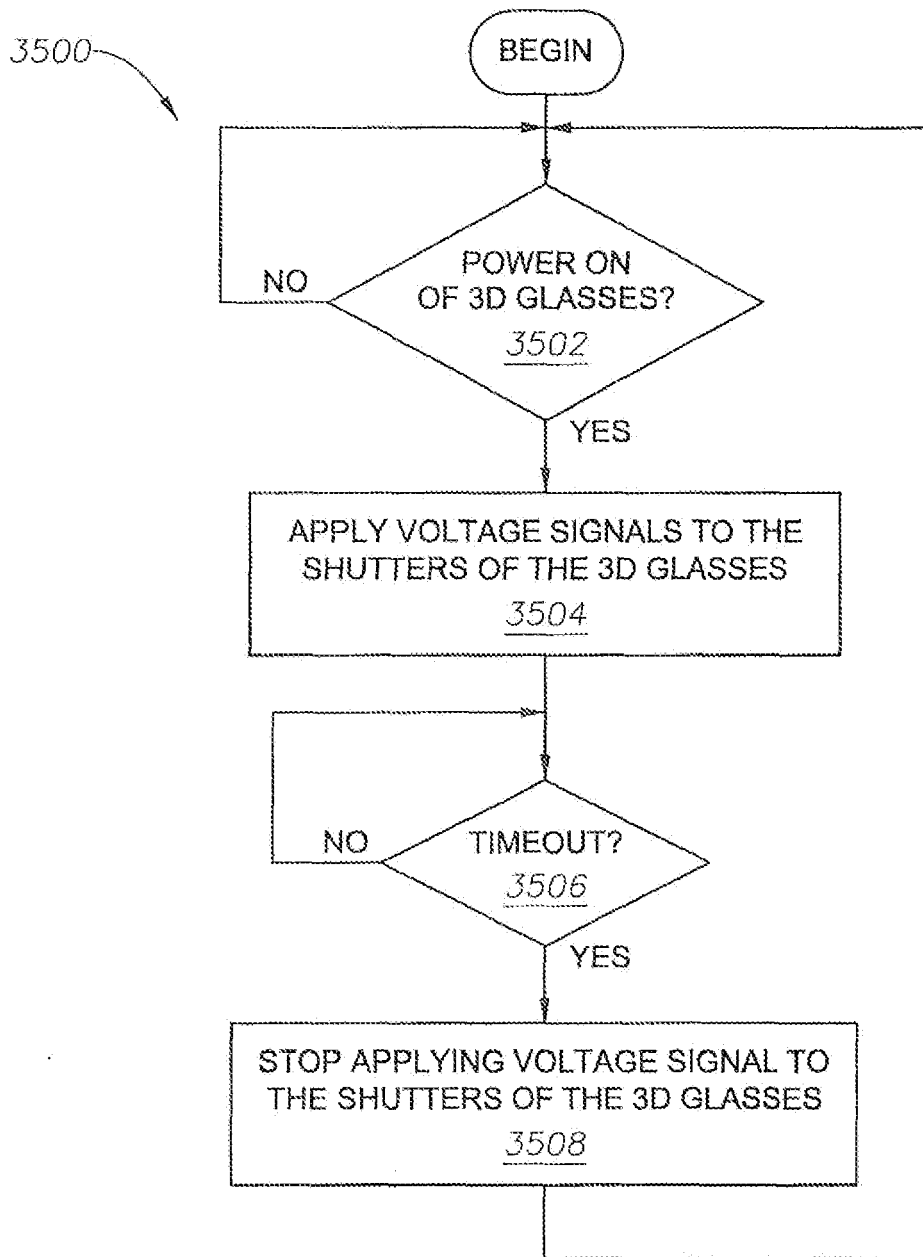 3500
BEGIN
POWER ON
OF 3D GLASSES?
3502
NO
YES
APPLY VOLTAGE SIGNALS TO THE
SHUTTERS OF THE 3D GLASSES
3504
NO
TIMEOUT?
3506
YES
STOP APPLYING VOLTAGE SIGNAL TO
THE SHUTTERS OF THE 3D GLASSES
3508